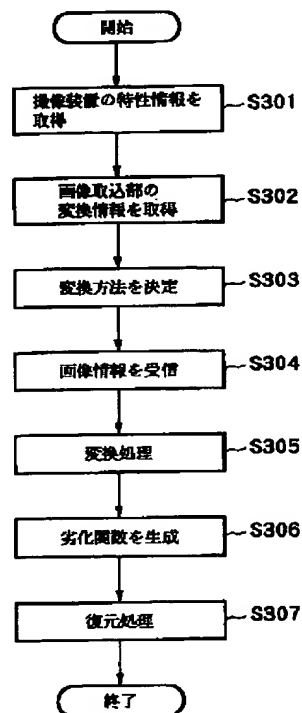 開始
撮像装置の特性情報を
取得
S301
画像取込部の
変換情報を取得
S302
変換方法を決定
S303
画像情報を受信
S304
変換処理
S305
劣化関数を生成
S306
復元処理
S307
終了